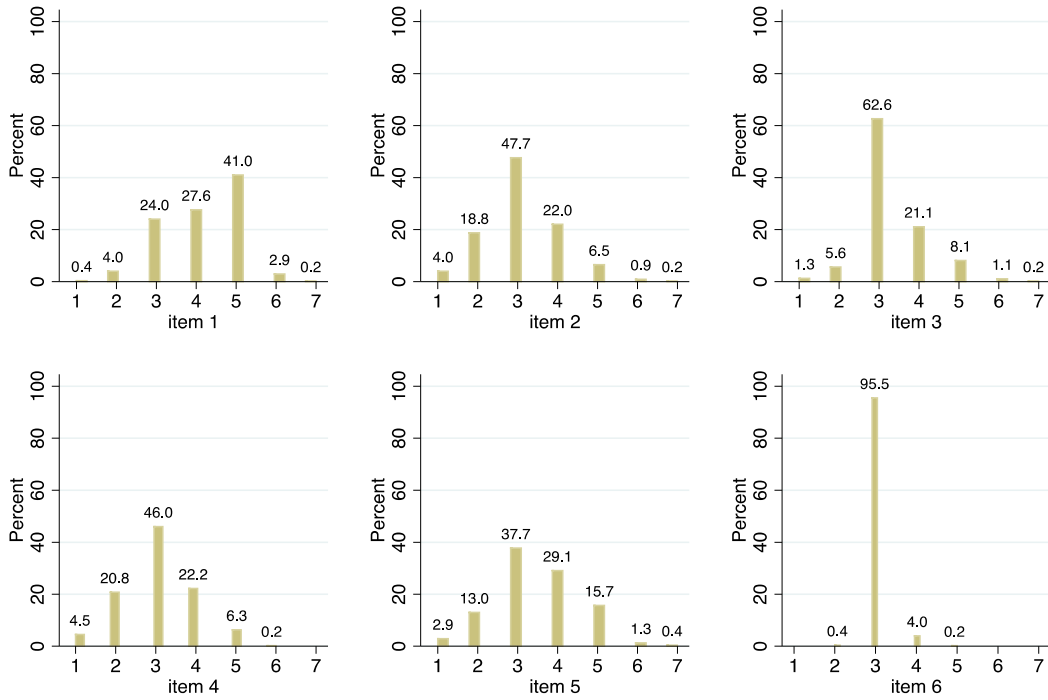 Percent
0 20 40 60 80 100
0.4 4.0 24.0 27.6 41.0 2.9 0.2
1 2 3 4 5 6 7
item 1
Percent
0 20 40 60 80 100
4.0 18.8 47.7 22.0 6.5 0.9 0.2
1 2 3 4 5 6 7
item 2
Percent
0 20 40 60 80 100
1.3 5.6 62.6 21.1 8.1 1.1 0.2
1 2 3 4 5 6 7
item 3
Percent
0 20 40 60 80 100
4.5 20.8 46.0 22.2 6.3 0.2
1 2 3 4 5 6 7
item 4
Percent
0 20 40 60 80 100
2.9 13.0 37.7 29.1 15.7 1.3 0.4
1 2 3 4 5 6 7
item 5
Percent
0 20 40 60 80 100
0.4 95.5 4.0 0.2
1 2 3 4 5 6 7
item 6